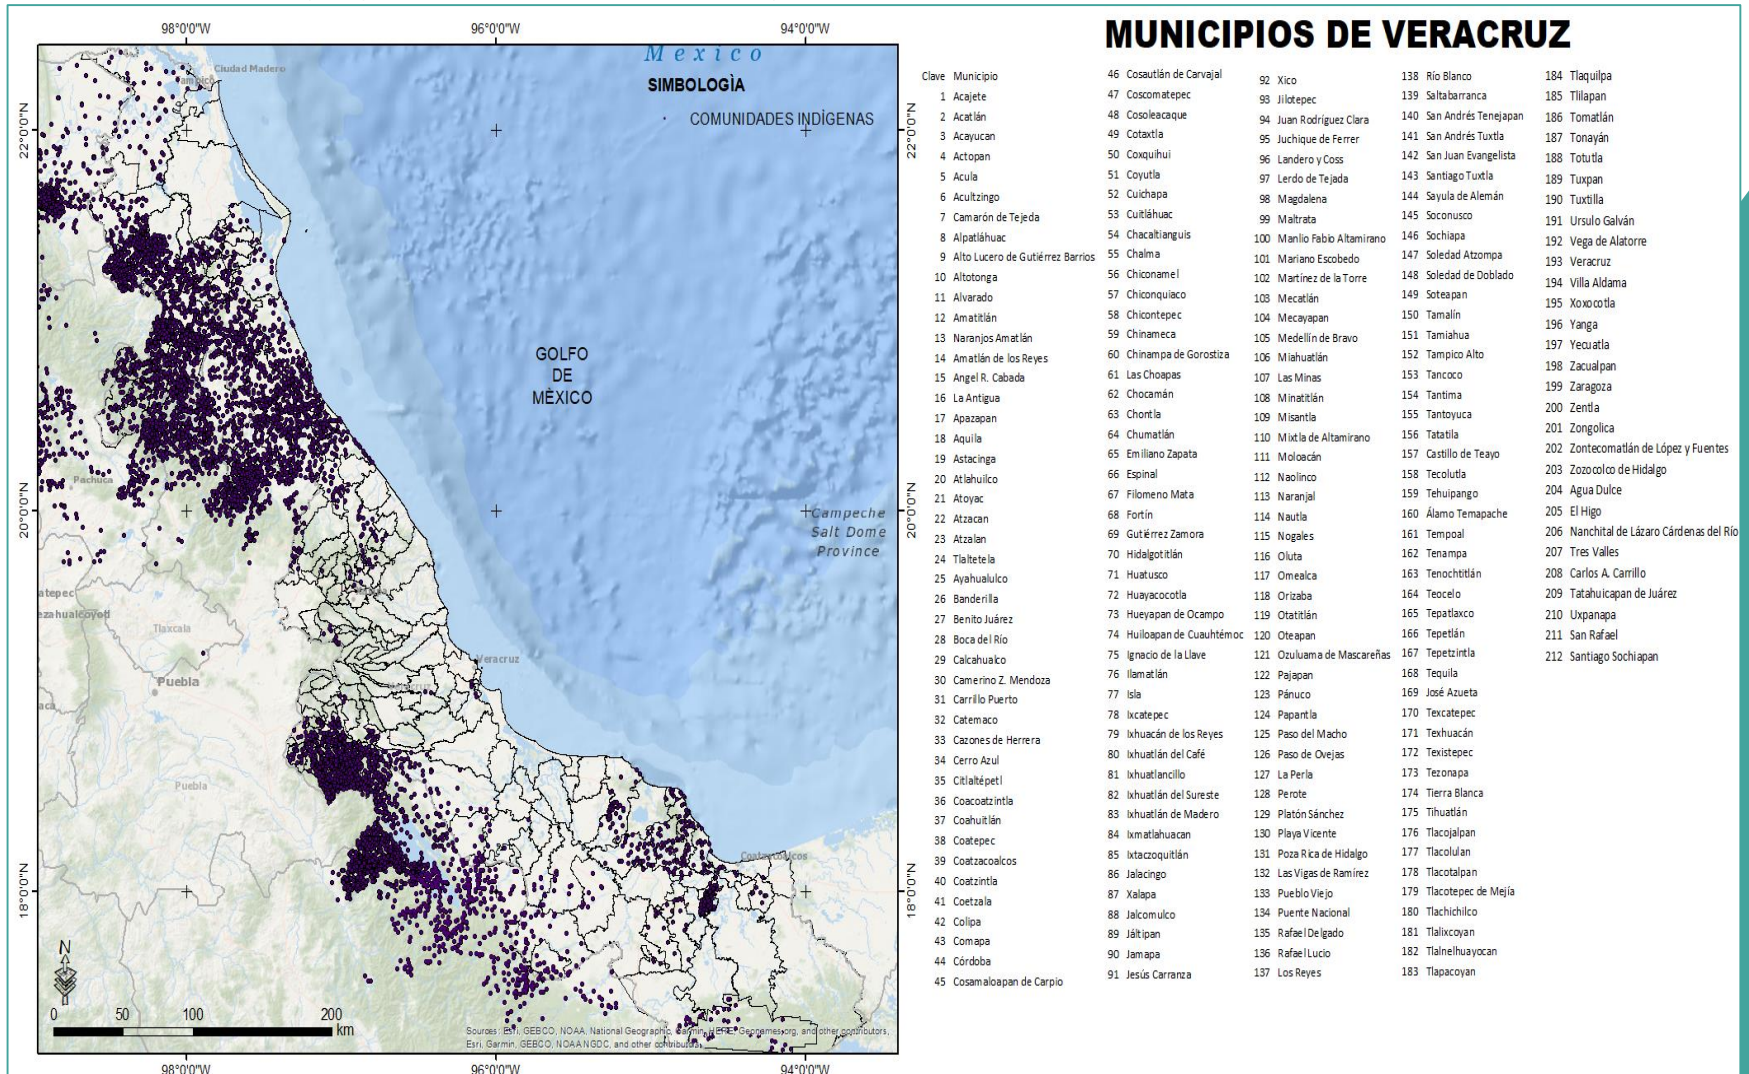 MUNICIPIOS DE VERACRUZ
98°0'0"W
96°0'0"W
94°0'0"W
Mexico
SIMBOLOGÌA
COMUNIDADES INDÍGENAS
Ciudad Madero
Tampico
22°0'0"N
22°0'0"N
GOLFO
DE
MÈXICO
Pachuca
20°0'0"N
20°0'0"N
Campeche
Salt Dome
Province
atepec
ezahualcoyotl
Tlaxcala
Veracruz
Puebla
aca
Puebla
Coatzacoalcos
18°0'0"N
18°0'0"N
N
0 50 100 200
km
Sources: Esri, GEBCO, NOAA, National Geographic, Garmin, HERE, Geonames.org, and other contributors,
Esri, Garmin, GEBCO, NOAA NGDC, and other contributors
98°0'0"W
96°0'0"W
94°0'0"W
Clave Municipio
1 Acajete
2 Acatlán
3 Acayucan
4 Actopan
5 Acula
6 Acultzingo
7 Camarón de Tejeda
8 Alpatláhuac
9 Alto Lucero de Gutiérrez Barrios
10 Altotonga
11 Alvarado
12 Amatitlán
13 Naranjos Amatlán
14 Amatlán de los Reyes
15 Angel R. Cabada
16 La Antigua
17 Apazapan
18 Aquila
19 Astacinga
20 Atlahuilco
21 Atoyac
22 Atzacan
23 Atzalan
24 Tlaltetela
25 Ayahualulco
26 Banderilla
27 Benito Juárez
28 Boca del Río
29 Calcahualco
30 Camerino Z. Mendoza
31 Carrillo Puerto
32 Catemaco
33 Cazones de Herrera
34 Cerro Azul
35 Citlaltépetl
36 Coacoatzintla
37 Coahuitlán
38 Coatepec
39 Coatzacoalcos
40 Coatzintla
41 Coetzala
42 Colipa
43 Comapa
44 Córdoba
45 Cosamaloapan de Carpio
46 Cosautlán de Carvajal
47 Coscomatepec
48 Cosoleacaque
49 Cotaxtla
50 Coxquihui
51 Coyutla
52 Cuichapa
53 Cuitláhuac
54 Chacaltianguis
55 Chalma
56 Chiconamel
57 Chiconquiaco
58 Chicontepec
59 Chinameca
60 Chinampa de Gorostiza
61 Las Choapas
62 Chocamán
63 Chontla
64 Chumatlán
65 Emiliano Zapata
66 Espinal
67 Filomeno Mata
68 Fortín
69 Gutiérrez Zamora
70 Hidalgotitlán
71 Huatusco
72 Huayacocotla
73 Hueyapan de Ocampo
74 Huiloapan de Cuauhtémoc
75 Ignacio de la Llave
76 Ilamatlán
77 Isla
78 Ixcatepec
79 Ixhuacán de los Reyes
80 Ixhuatlán del Café
81 Ixhuatlancillo
82 Ixhuatlán del Sureste
83 Ixhuatlán de Madero
84 Ixmatlahuacan
85 Ixtaczoquitlán
86 Jalacingo
87 Xalapa
88 Jalcomulco
89 Jáltipan
90 Jamapa
91 Jesús Carranza
92 Xico
93 Jilotepec
94 Juan Rodríguez Clara
95 Juchique de Ferrer
96 Landero y Coss
97 Lerdo de Tejada
98 Magdalena
99 Maltrata
100 Manlio Fabio Altamirano
101 Mariano Escobedo
102 Martínez de la Torre
103 Mecatlán
104 Mecayapan
105 Medellín de Bravo
106 Miahuatlán
107 Las Minas
108 Minatitlán
109 Misantla
110 Mixtla de Altamirano
111 Moloacán
112 Naolinco
113 Naranjal
114 Nautla
115 Nogales
116 Oluta
117 Omealca
118 Orizaba
119 Otatitlán
120 Oteapan
121 Ozuluama de Mascareñas
122 Pajapan
123 Pánuco
124 Papantla
125 Paso del Macho
126 Paso de Ovejas
127 La Perla
128 Perote
129 Platón Sánchez
130 Playa Vicente
131 Poza Rica de Hidalgo
132 Las Vigas de Ramírez
133 Pueblo Viejo
134 Puente Nacional
135 Rafael Delgado
136 Rafael Lucio
137 Los Reyes
138 Río Blanco
139 Saltabarranca
140 San Andrés Tenejapan
141 San Andrés Tuxtla
142 San Juan Evangelista
143 Santiago Tuxtla
144 Sayula de Alemán
145 Soconusco
146 Sochiapa
147 Soledad Atzompa
148 Soledad de Doblado
149 Soteapan
150 Tamalín
151 Tamiahua
152 Tampico Alto
153 Tancoco
154 Tantima
155 Tantoyuca
156 Tatatila
157 Castillo de Teayo
158 Tecolutla
159 Tehuipango
160 Álamo Temapache
161 Tempoal
162 Tenampa
163 Tenochtitlán
164 Teocelo
165 Tepatlaxco
166 Tepetlán
167 Tepetzintla
168 Tequila
169 José Azueta
170 Texcatepec
171 Texhuacán
172 Texistepec
173 Tezonapa
174 Tierra Blanca
175 Tihuatlán
176 Tlacojalpan
177 Tlacolulan
178 Tlacotalpan
179 Tlacotepec de Mejía
180 Tlachichilco
181 Tlalixcoyan
182 Tlalnelhuayocan
183 Tlapacoyan
184 Tlaquilpa
185 Tlilapan
186 Tomatlán
187 Tonayán
188 Totutla
189 Tuxpan
190 Tuxtilla
191 Ursulo Galván
192 Vega de Alatorre
193 Veracruz
194 Villa Aldama
195 Xoxocotla
196 Yanga
197 Yecuatla
198 Zacualpan
199 Zaragoza
200 Zentla
201 Zongolica
202 Zontecomatlán de López y Fuentes
203 Zozocolco de Hidalgo
204 Agua Dulce
205 El Higo
206 Nanchital de Lázaro Cárdenas del Río
207 Tres Valles
208 Carlos A. Carrillo
209 Tatahuicapan de Juárez
210 Uxpanapa
211 San Rafael
212 Santiago Sochiapan